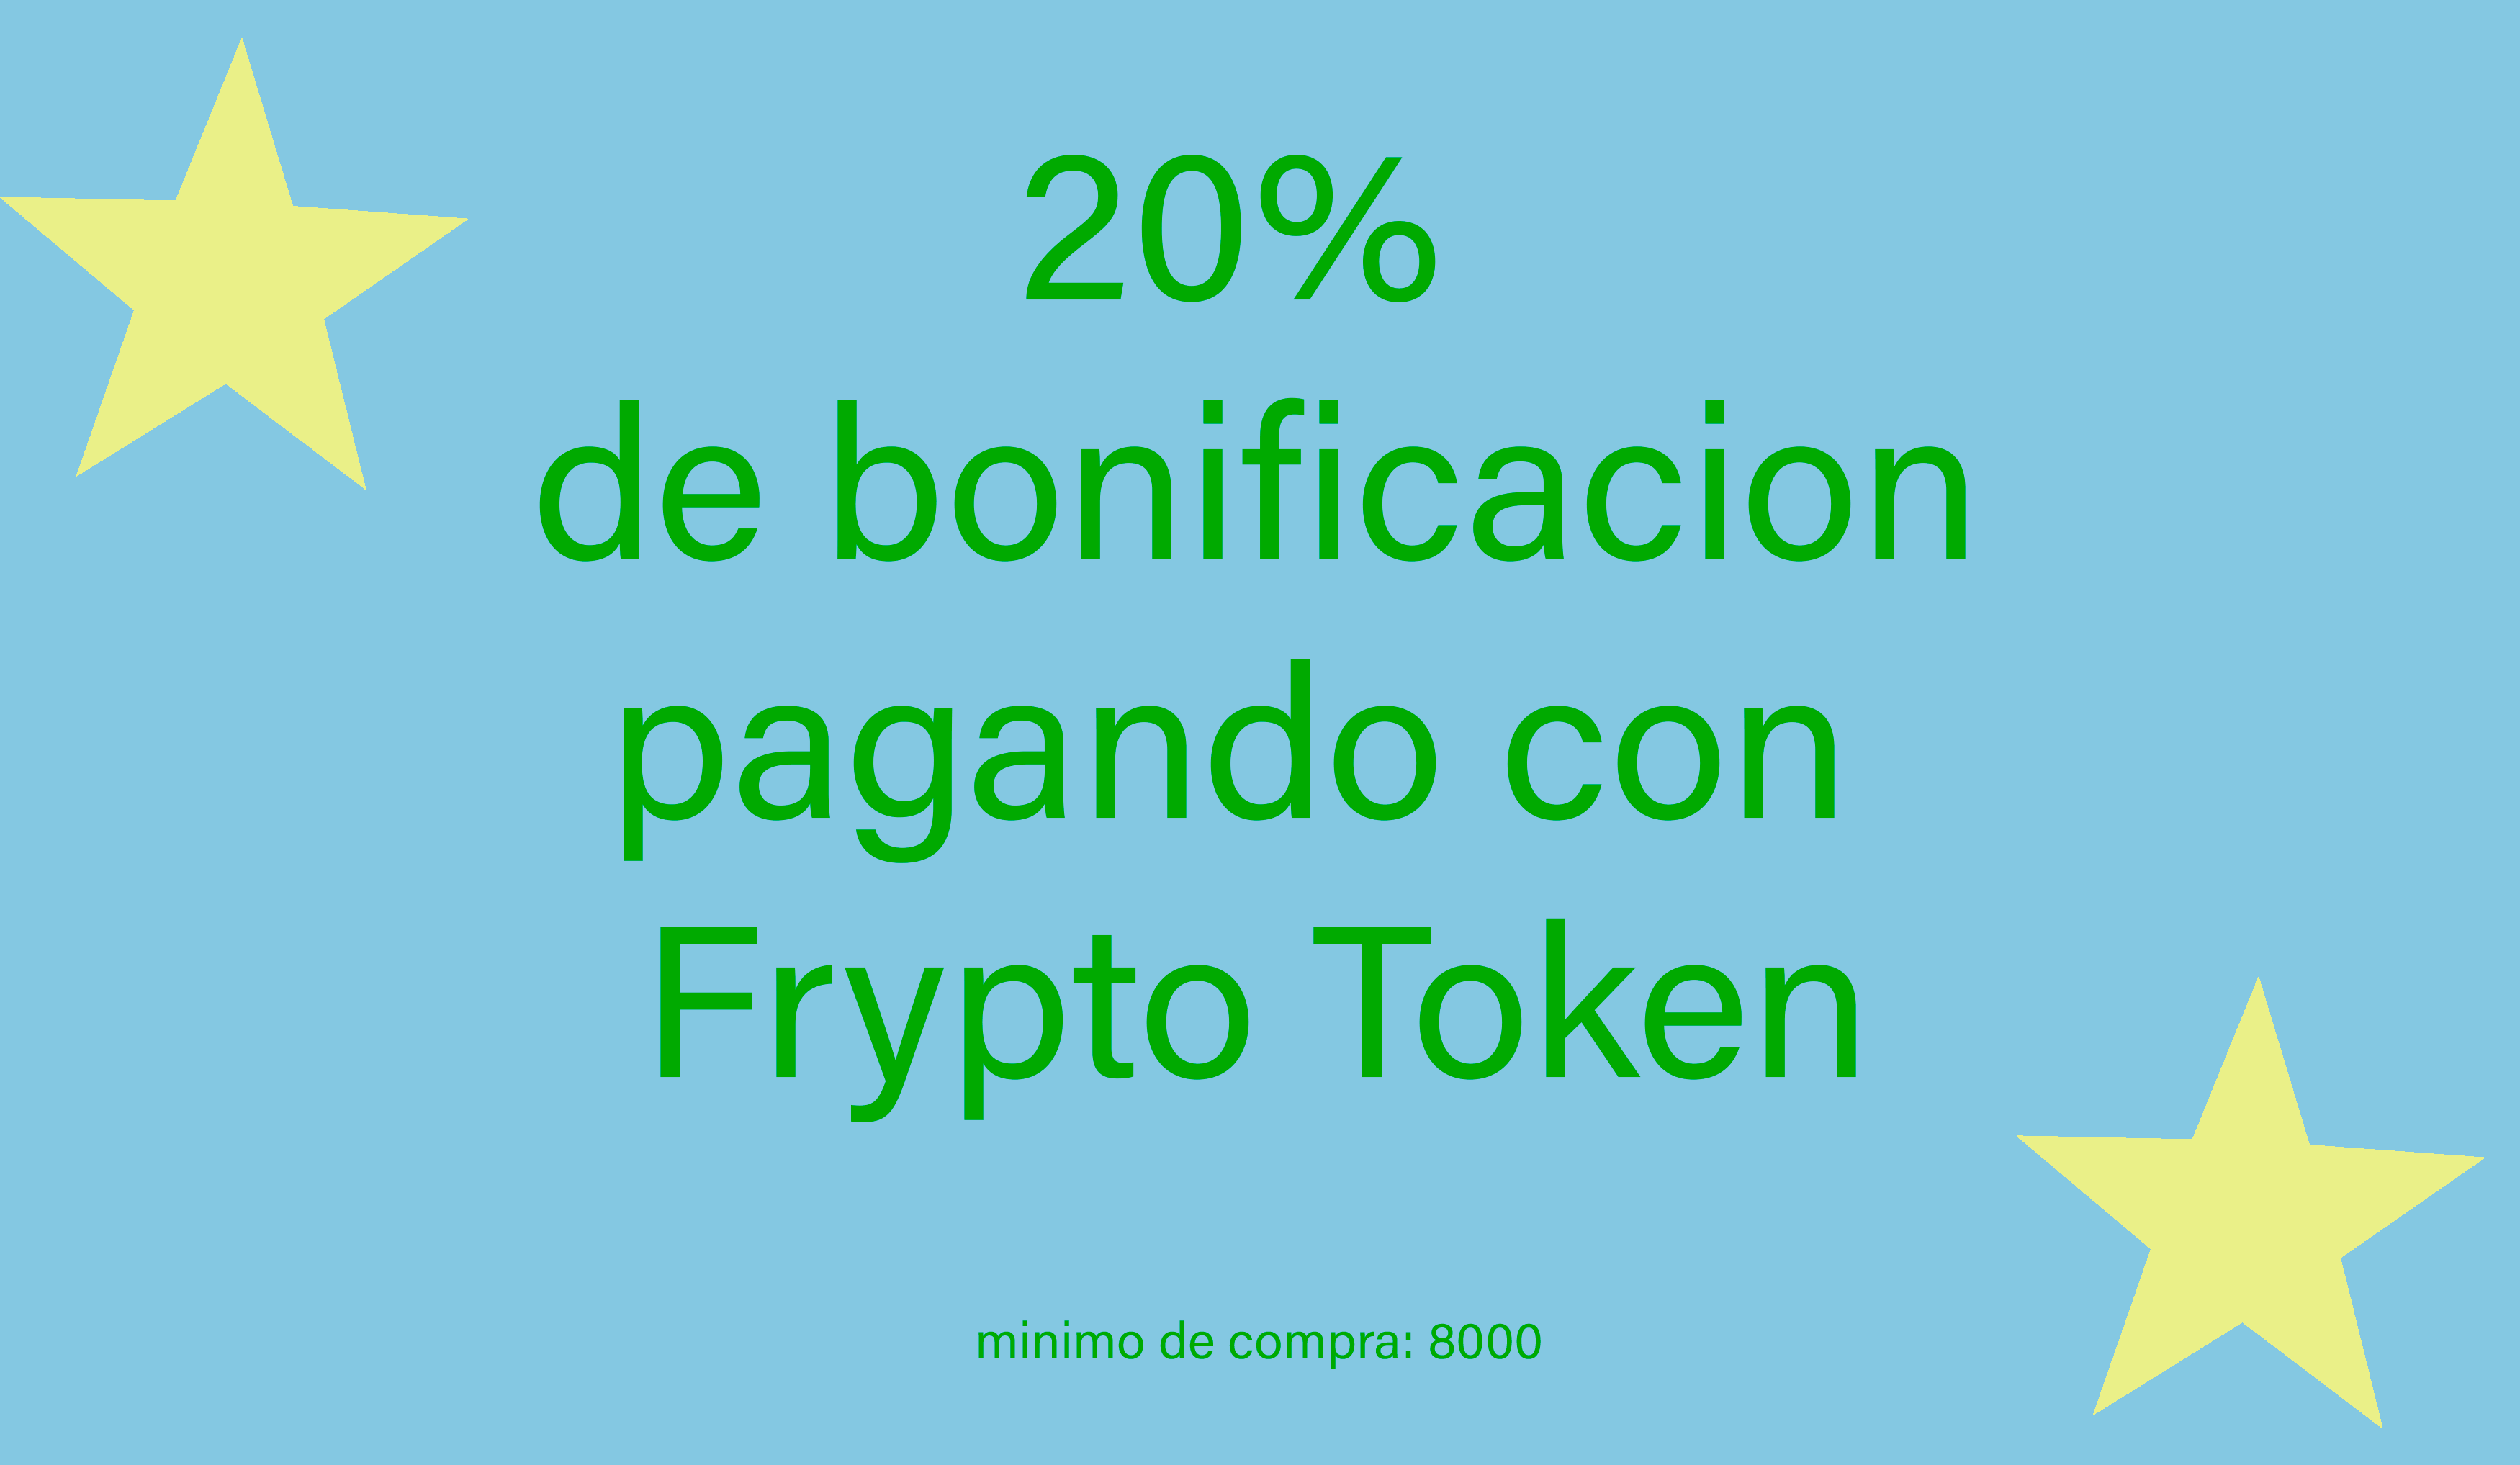 20%
de bonificacion
pagando con
Frypto Token
minimo de compra: 8000